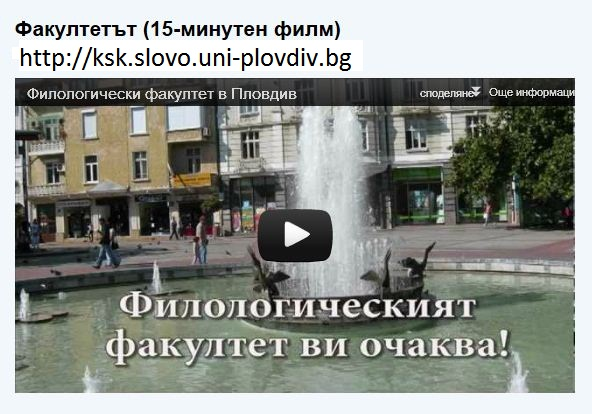 Факултетът (15-минутен филм)
http://ksk.slovo.uni-plovdiv.bg
Филологически факултет в Пловдив споделяне Още информаци
Филологическият
факултет ви очаква!